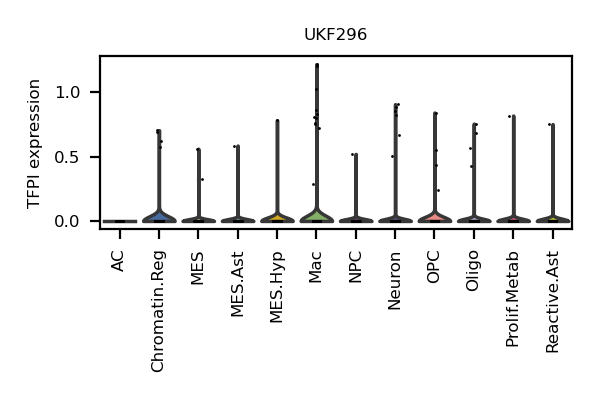 UKF296
TFPI expression
1.0
0.5
0.0
AC
Chromatin.Reg
MES
MES.Ast
MES.Hyp
Mac
NPC
Neuron
OPC
Oligo
Prolif.Metab
Reactive.Ast